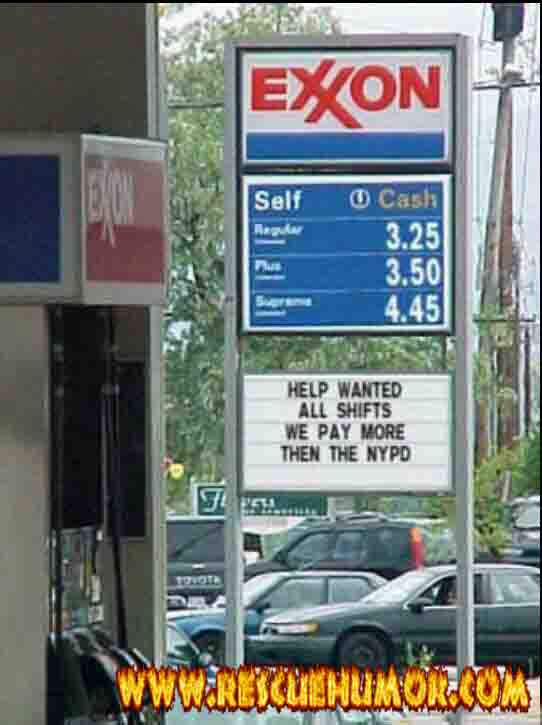 EXXON
EXXON
Self ① Cash
Regular
3.25
Plus
3.50
Supreme
4.45
HELP WANTED
ALL SHIFTS
WE PAY MORE
THEN THE NYPD
TOYOTA
WWW.RESCUEHUMOR.COM